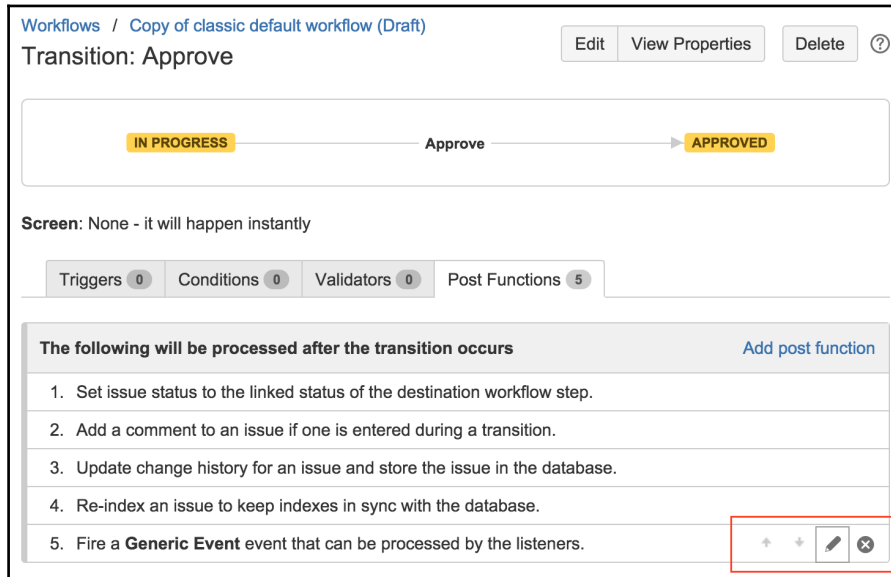 Workflows / Copy of classic default workflow (Draft)
Transition: Approve
Edit View Properties Delete ?
IN PROGRESS Approve APPROVED
Screen: None - it will happen instantly
Triggers 0 Conditions 0 Validators 0 Post Functions 5
The following will be processed after the transition occurs Add post function
1. Set issue status to the linked status of the destination workflow step.
2. Add a comment to an issue if one is entered during a transition.
3. Update change history for an issue and store the issue in the database.
4. Re-index an issue to keep indexes in sync with the database.
5. Fire a Generic Event event that can be processed by the listeners.